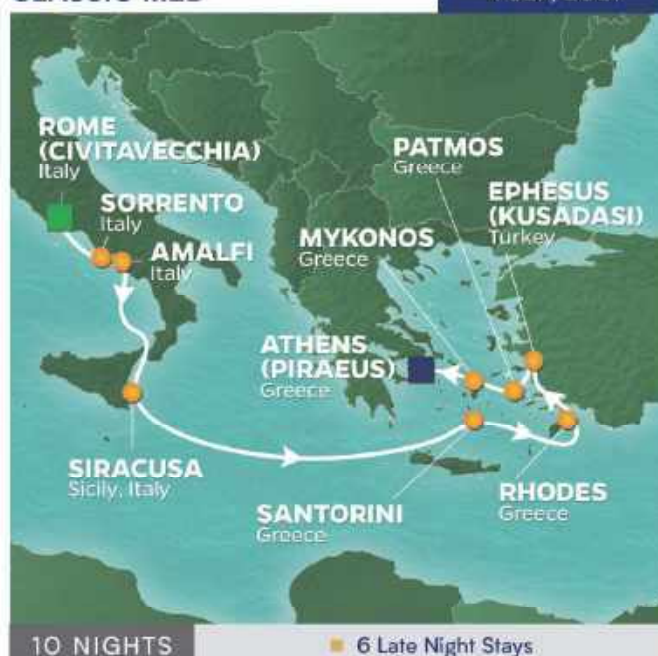 ROME
(CIVITAVECCHIA)
Italy
SORRENTO
Italy
AMALFI
Italy
PATMOS
Greece
EPHESUS
(KUSADASI)
Turkey
MYKONOS
Greece
ATHENS
(PIRAEUS)
Greece
SIRACUSA
Sicily, Italy
SANTORINI
Greece
RHODES
Greece
10 NIGHTS
6 Late Night Stays